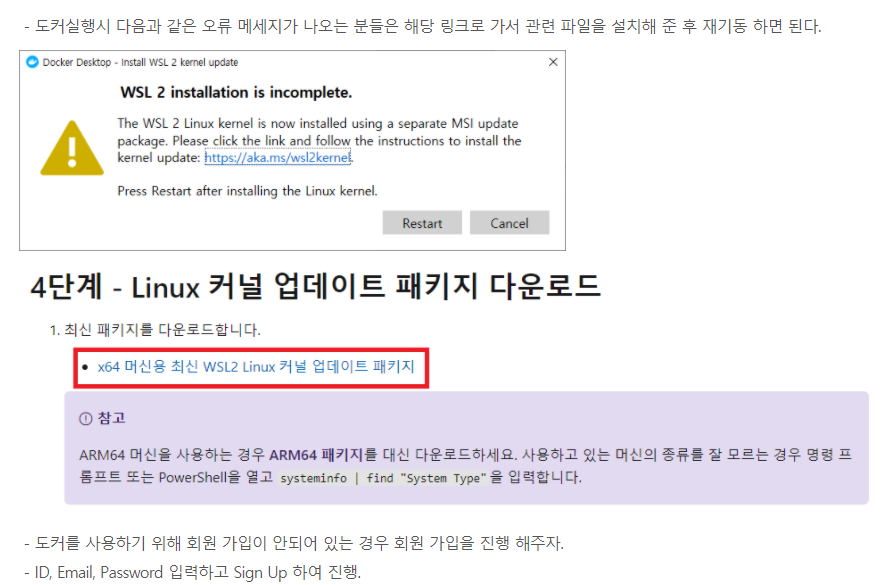 - 도커실행시 다음과 같은 오류 메세지가 나오는 분들은 해당 링크로 가서 관련 파일을 설치해 준 후 재기동 하면 된다.
Docker Desktop - Install WSL 2 kernel update
WSL 2 installation is incomplete.
The WSL 2 Linux kernel is now installed using a separate MSI update
package. Please click the link and follow the instructions to install the
kernel update: https://aka.ms/wsl2kernel.
Press Restart after installing the Linux kernel.
Restart Cancel
4단계 - Linux 커널 업데이트 패키지 다운로드
1. 최신 패키지를 다운로드합니다.
• x64 머신용 최신 WSL2 Linux 커널 업데이트 패키지
참고
ARM64 머신을 사용하는 경우 ARM64 패키지를 대신 다운로드하세요. 사용하고 있는 머신의 종류를 잘 모르는 경우 명령 프
롬프트 또는 PowerShell을 열고 systeminfo | find "System Type" 을 입력합니다.
- 도커를 사용하기 위해 회원 가입이 안되어 있는 경우 회원 가입을 진행 해주자.
- ID, Email, Password 입력하고 Sign Up 하여 진행.